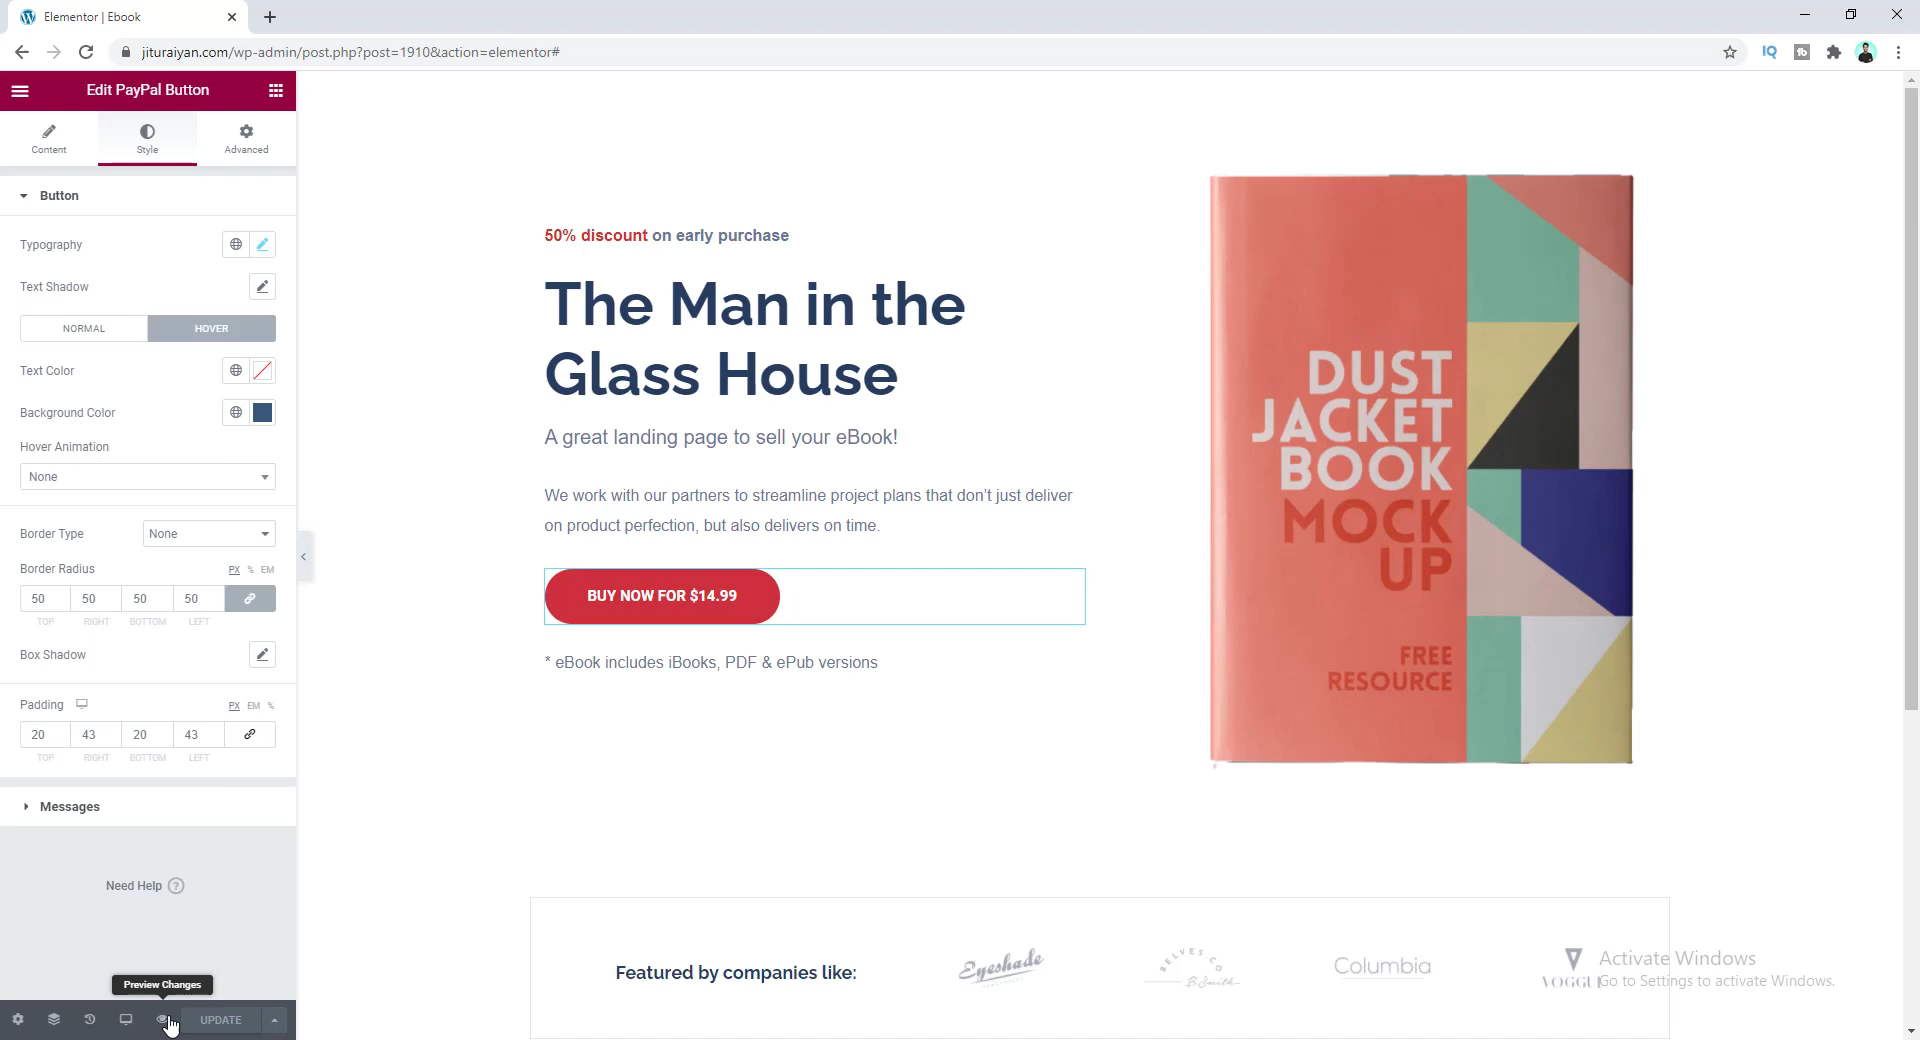 Elementor | Ebook
jituraiyan.com/wp-admin/post.php?post=1910&action=elementor#
Edit PayPal Button
Content
Style
Advanced
Button
Typography
Text Shadow
NORMAL
HOVER
Text Color
Background Color
Hover Animation
None
Border Type
None
Border Radius
PX % EM
50 50 50 50
TOP RIGHT BOTTOM LEFT
Box Shadow
Padding
PX EM %
20 43 20 43
TOP RIGHT BOTTOM LEFT
Messages
Need Help ?
Preview Changes
UPDATE
50% discount on early purchase
The Man in the
Glass House
A great landing page to sell your eBook!
We work with our partners to streamline project plans that don't just deliver
on product perfection, but also delivers on time.
BUY NOW FOR $14.99
* eBook includes iBooks, PDF & ePub versions
DUST
JACKET
BOOK
MOCK
UP
FREE
RESOURCE
Featured by companies like:
Eyeshade
BELVES.CO
B.Smith
Columbia
Activate Windows
Go to Settings to activate Windows.
IQ